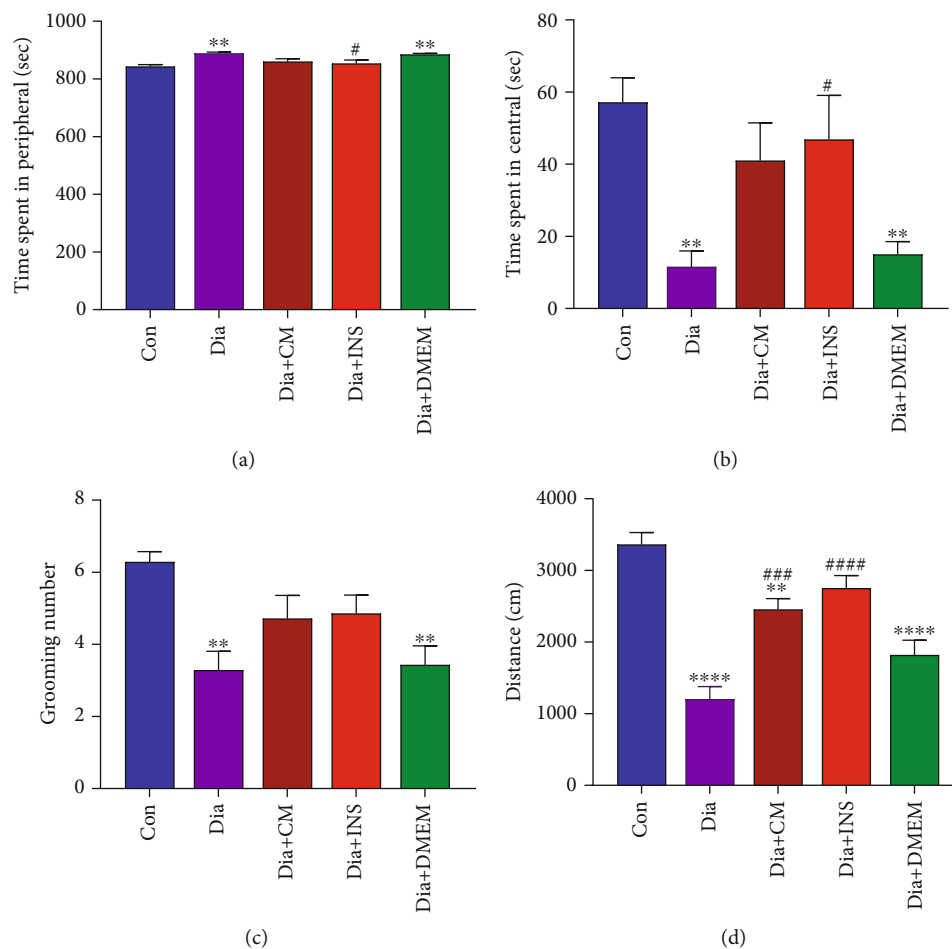 Time spent in peripheral (sec)
1000
800
600
400
200
0
**
#
**
Con
Dia
Dia+CM
Dia+INS
Dia+DMEM
(a)
Time spent in central (sec)
80
60
40
20
0
**
#
**
Con
Dia
Dia+CM
Dia+INS
Dia+DMEM
(b)
Grooming number
8
6
4
2
0
**
**
Con
Dia
Dia+CM
Dia+INS
Dia+DMEM
(c)
Distance (cm)
4000
3000
2000
1000
0
****
###
**
####
****
Con
Dia
Dia+CM
Dia+INS
Dia+DMEM
(d)